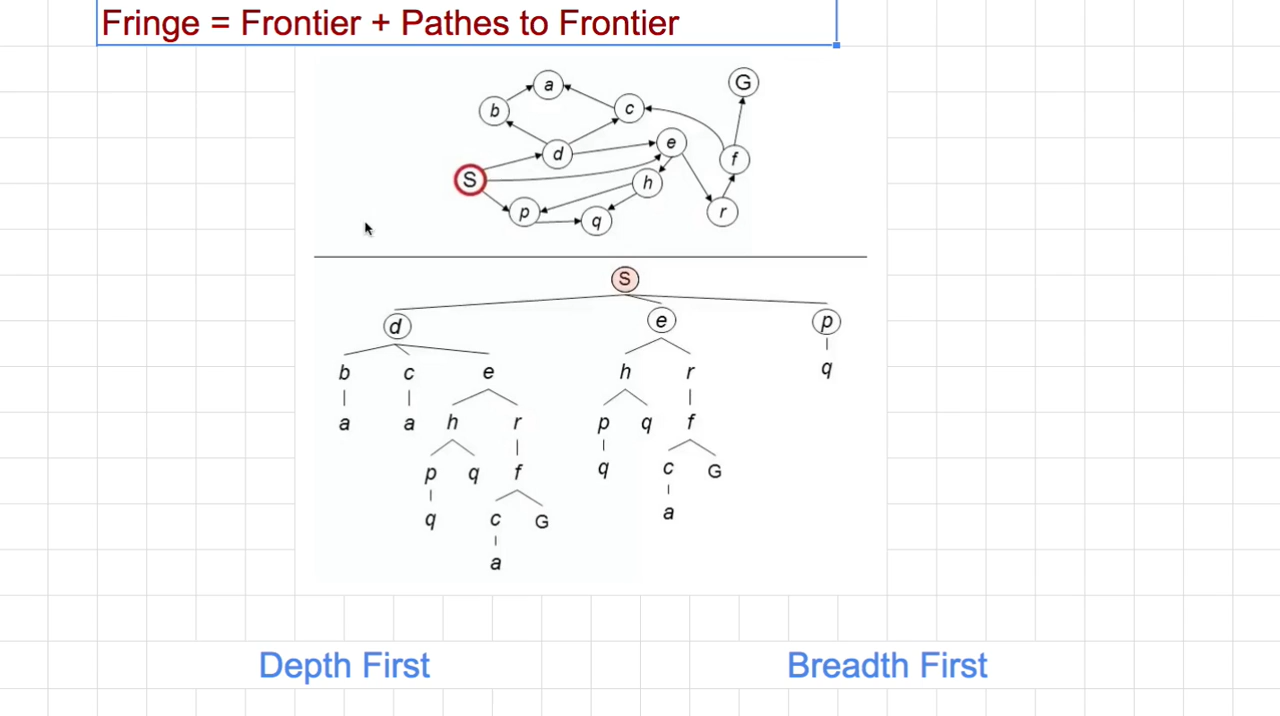 Fringe = Frontier + Pathes to Frontier
a
G
b
c
d
e
f
S
h
p
q
r
S
d
e
p
b
c
e
h
r
q
a
a
h
r
p
q
f
p
q
f
q
c
G
q
c
G
a
a
Depth First
Breadth First